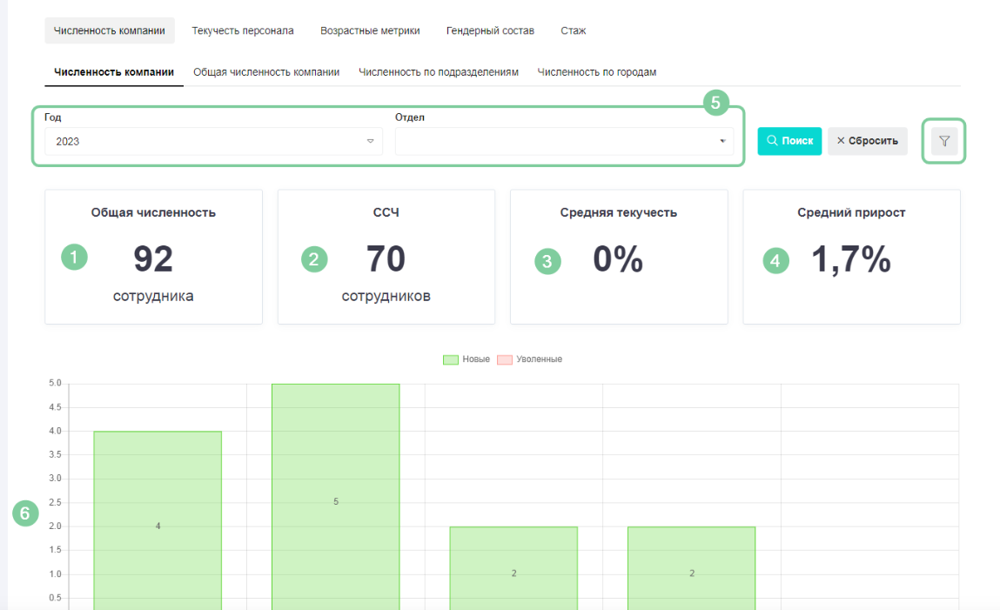 Численность компании Текучесть персонала Возрастные метрики Гендерный состав Стаж
Численность компании Общая численность компании Численность по подразделениям Численность по городам
5
Год Отдел
2023 Поиск Сбросить
Общая численность ССЧ Средняя текучесть Средний прирост
1 92 2 70 3 0% 4 1,7%
сотрудника сотрудников
Новые Уволенные
5.0
4.5
4.0
3.5
3.0
2.5 5
6
2.0 4
1.5
1.0 2 2
0.5